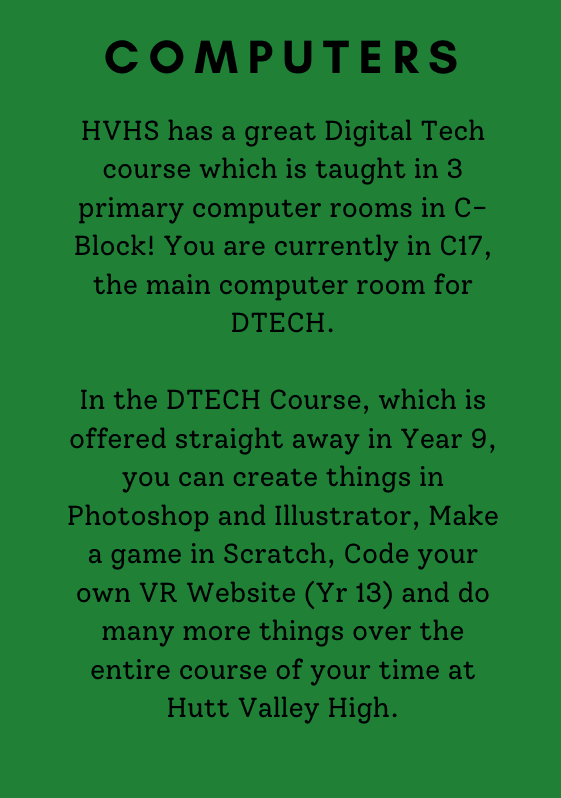 COMPUTERS
HVHS has a great Digital Tech
course which is taught in 3
primary computer rooms in C-
Block! You are currently in C17,
the main computer room for
DTECH.
In the DTECH Course, which is
offered straight away in Year 9,
you can create things in
Photoshop and Illustrator, Make
a game in Scratch, Code your
own VR Website (Yr 13) and do
many more things over the
entire course of your time at
Hutt Valley High.